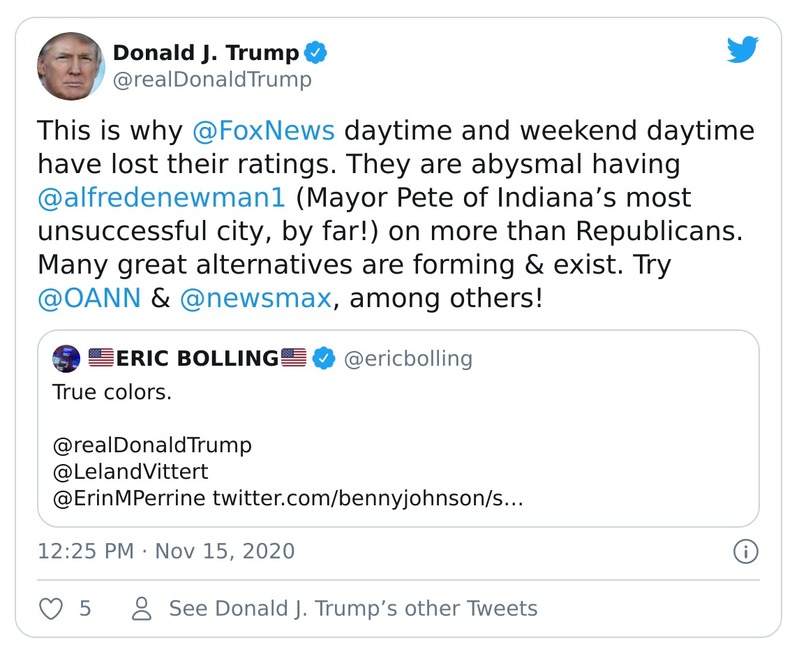 Donald J. Trump
@realDonaldTrump
This is why @FoxNews daytime and weekend daytime
have lost their ratings. They are abysmal having
@alfredenewman1 (Mayor Pete of Indiana’s most
unsuccessful city, by far!) on more than Republicans.
Many great alternatives are forming & exist. Try
@OANN & @newsmax, among others!
🇺🇸ERIC BOLLING🇺🇸 @ericbolling
True colors.
@realDonaldTrump
@LelandVittert
@ErinMPerrine twitter.com/bennyjohnson/s…
12:25 PM · Nov 15, 2020
5 See Donald J. Trump’s other Tweets